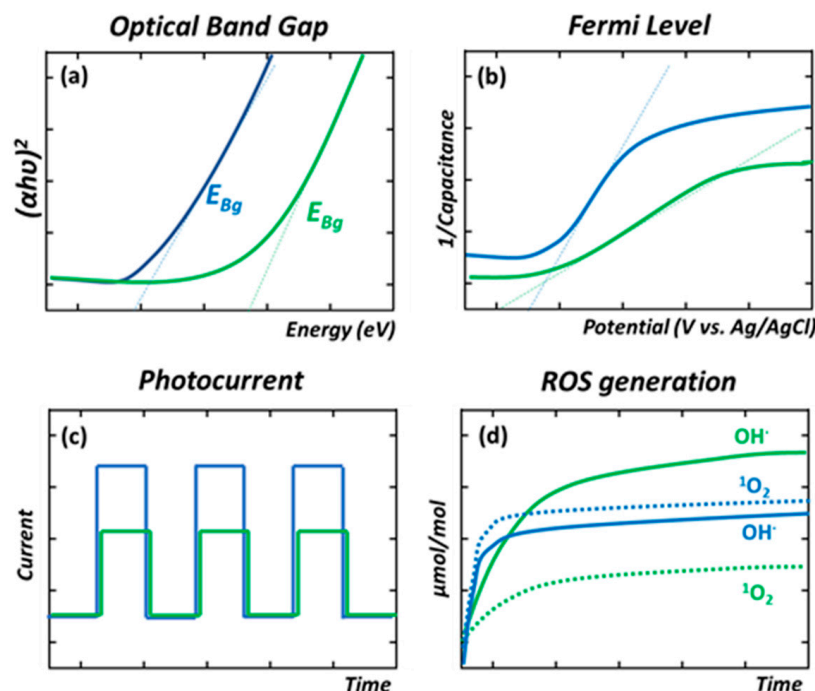 Optical Band Gap
(a)
(αhυ)²
E_Bg
E_Bg
Energy (eV)
Fermi Level
(b)
1/Capacitance
Potential (V vs. Ag/AgCl)
Photocurrent
(c)
Current
Time
ROS generation
(d)
μmol/mol
OH·
¹O₂
OH·
¹O₂
Time